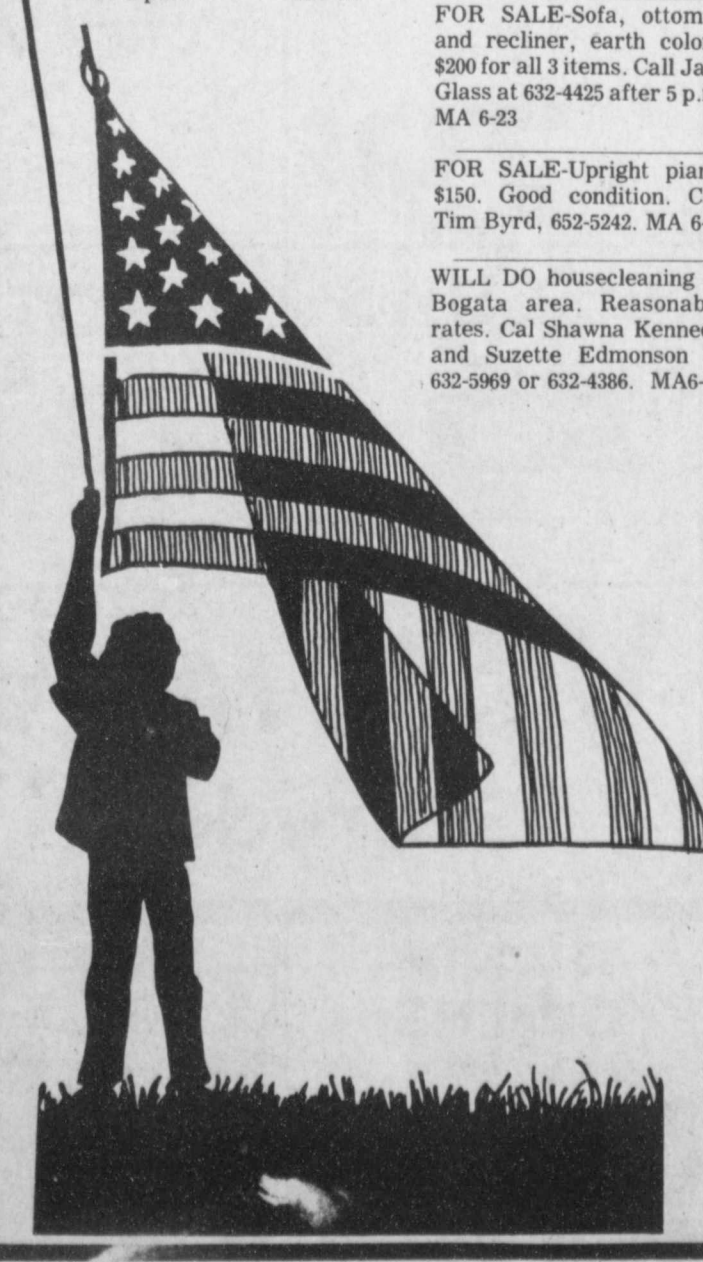 FOR SALE-Sofa, ottom
and recliner, earth colo
$200 for all 3 items. Call Ja
Glass at 632-4425 after 5 p.
MA 6-23
FOR SALE-Upright pian
$150. Good condition. C
Tim Byrd, 652-5242. MA 6-
WILL DO housecleaning
Bogata area. Reasonab
rates. Cal Shawna Kenned
and Suzette Edmonson
632-5969 or 632-4386. MA6-